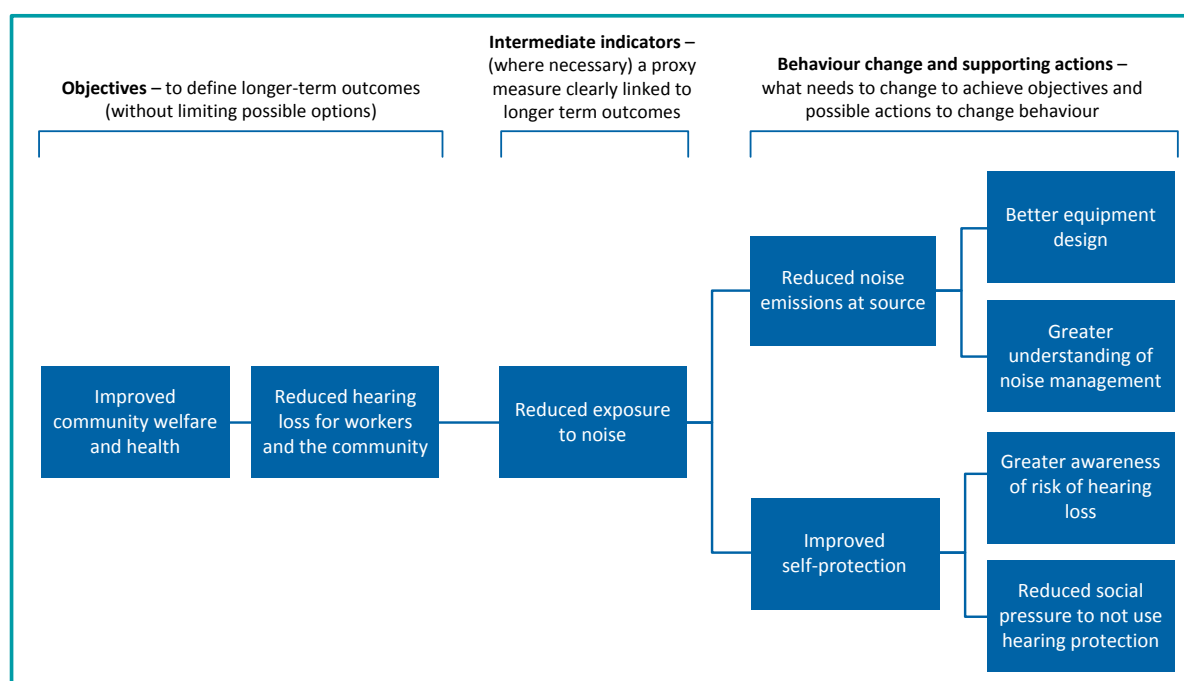 Objectives – to define longer-term outcomes
(without limiting possible options)
Intermediate indicators –
(where necessary) a proxy
measure clearly linked to
longer term outcomes
Behaviour change and supporting actions –
what needs to change to achieve objectives and
possible actions to change behaviour
Improved
community welfare
and health
Reduced hearing
loss for workers
and the community
Reduced exposure
to noise
Reduced noise
emissions at source
Better equipment
design
Greater
understanding of
noise management
Improved
self-protection
Greater awareness
of risk of hearing
loss
Reduced social
pressure to not use
hearing protection